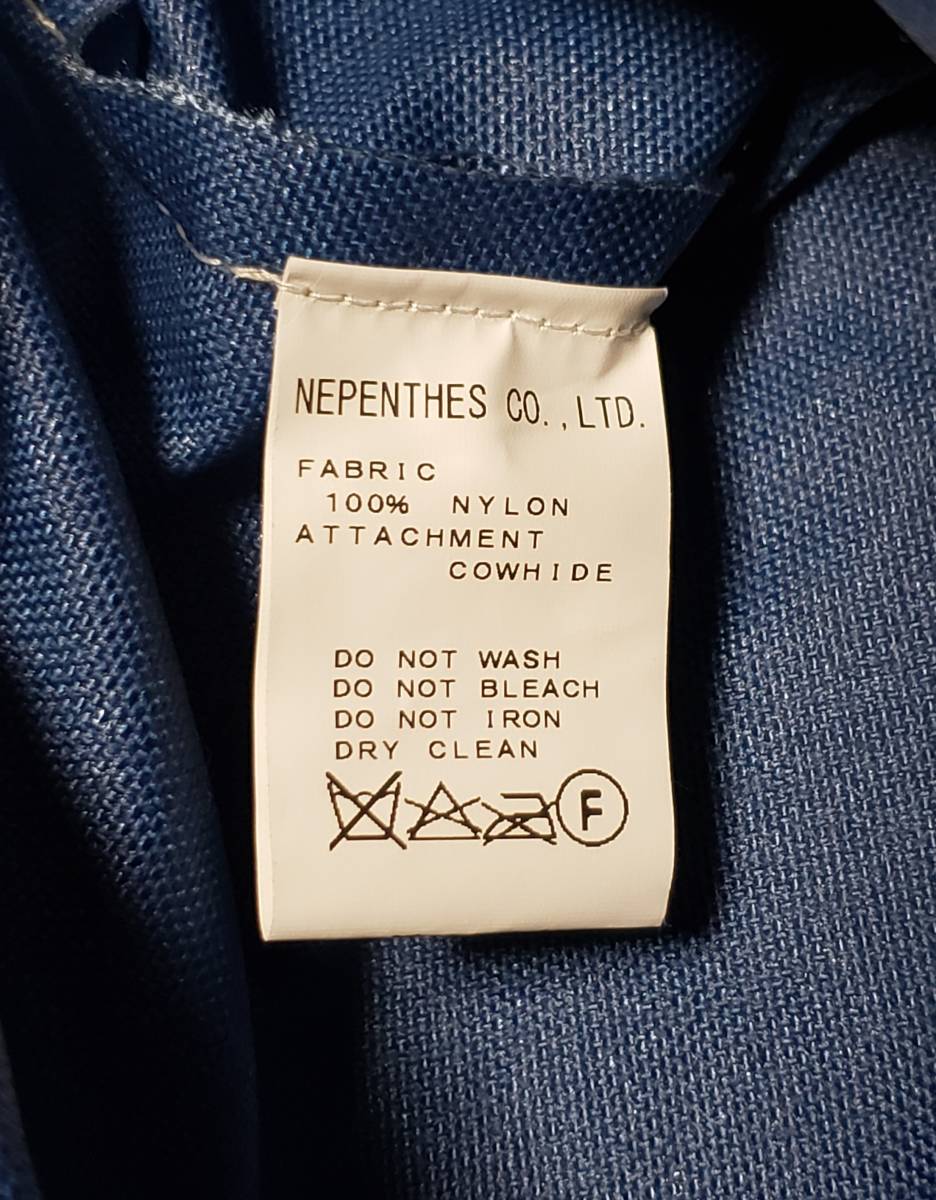 NEPENTHES CO.,LTD.
FABRIC
100% NYLON
ATTACHMENT
COWHIDE
DO NOT WASH
DO NOT BLEACH
DO NOT IRON
DRY CLEAN
F